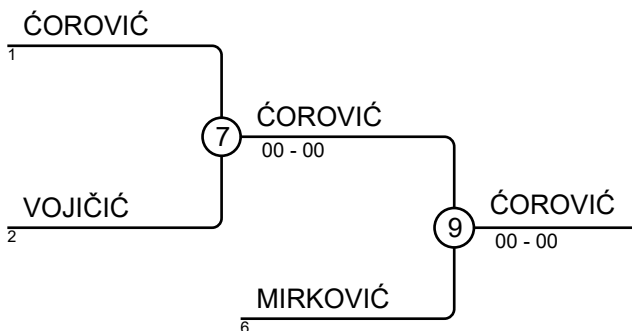 ĆOROVIĆ
1
7
ĆOROVIĆ
00 - 00
VOJIČIĆ
2
9
ĆOROVIĆ
00 - 00
MIRKOVIĆ
6